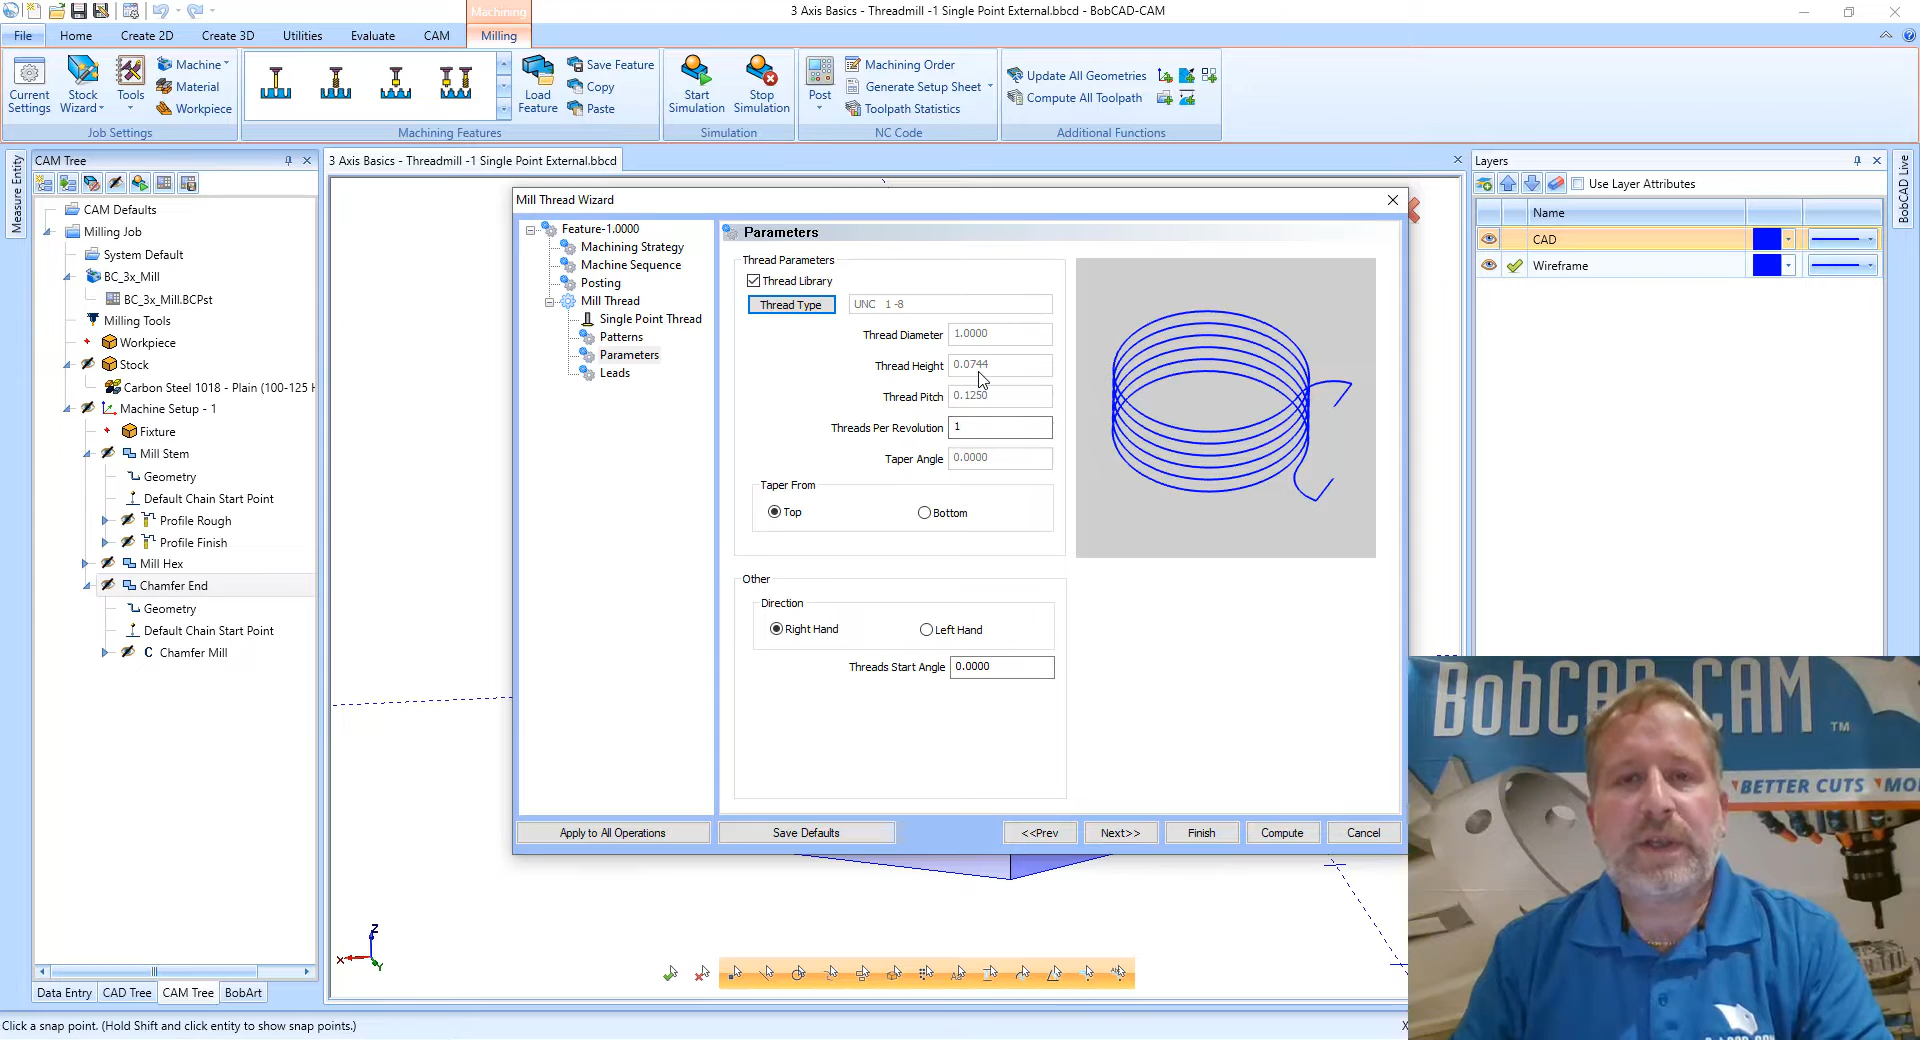 Machining
3 Axis Basics - Threadmill -1 Single Point External.bbcd - BobCAD-CAM
File Home Create 2D Create 3D Utilities Evaluate CAM Milling
Current Settings
Stock Wizard
Tools
Machine
Material
Workpiece
Job Settings
Load Feature
Save Feature
Copy
Paste
Machining Features
Start Simulation
Stop Simulation
Simulation
Post
Machining Order
Generate Setup Sheet
Toolpath Statistics
NC Code
Update All Geometries
Compute All Toolpath
Additional Functions
Measure Entity
CAM Tree
CAM Defaults
Milling Job
System Default
BC_3x_Mill
BC_3x_Mill.BCPst
Milling Tools
Workpiece
Stock
Carbon Steel 1018 - Plain (100-125 H
Machine Setup - 1
Fixture
Mill Stem
Geometry
Default Chain Start Point
Profile Rough
Profile Finish
Mill Hex
Chamfer End
Geometry
Default Chain Start Point
C Chamfer Mill
Data Entry CAD Tree CAM Tree BobArt
3 Axis Basics - Threadmill -1 Single Point External.bbcd
Mill Thread Wizard
Feature-1.0000
Machining Strategy
Machine Sequence
Posting
Mill Thread
Single Point Thread
Patterns
Parameters
Leads
Parameters
Thread Parameters
Thread Library
Thread Type UNC 1 -8
Thread Diameter 1.0000
Thread Height 0.0744
Thread Pitch 0.1250
Threads Per Revolution 1
Taper Angle 0.0000
Taper From
Top Bottom
Other
Direction
Right Hand Left Hand
Threads Start Angle 0.0000
Apply to All Operations Save Defaults <<Prev Next>> Finish Compute Cancel
Z
X
Y
Layers
Use Layer Attributes
Name
CAD
Wireframe
BobCAD Live
BobCAD-CAM
TM
BETTER CUTS
Click a snap point. (Hold Shift and click entity to show snap points.)
X